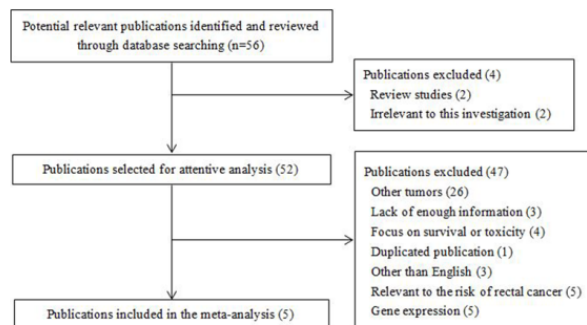 Potential relevant publications identified and reviewed
through database searching (n=56)
Publications excluded (4)
Review studies (2)
Irrelevant to this investigation (2)
Publications selected for attentive analysis (52)
Publications excluded (47)
Other tumors (26)
Lack of enough information (3)
Focus on survival or toxicity (4)
Duplicated publication (1)
Other than English (3)
Relevant to the risk of rectal cancer (5)
Gene expression (5)
Publications included in the meta-analysis (5)